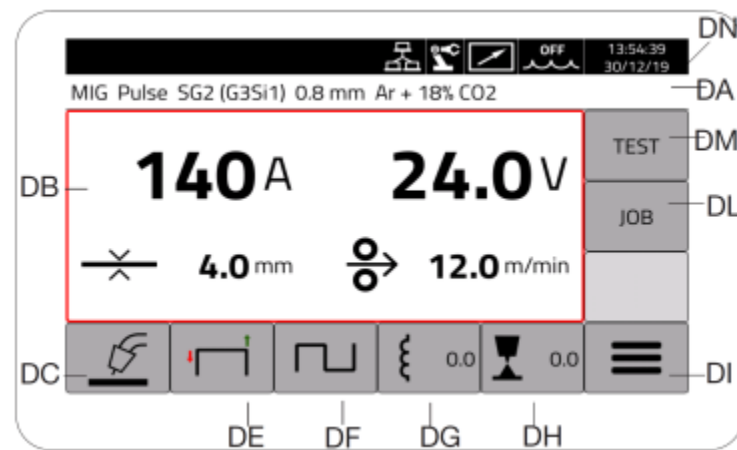 DN
OFF 13:54:39
30/12/19
MIG Pulse SG2 (G3Si1) 0.8 mm Ar + 18% CO2
DA
TEST
DM
DB
140 A 24.0 V
JOB
DL
4.0 mm 12.0 m/min
0.0 0.0
DC
DI
DE DF DG DH